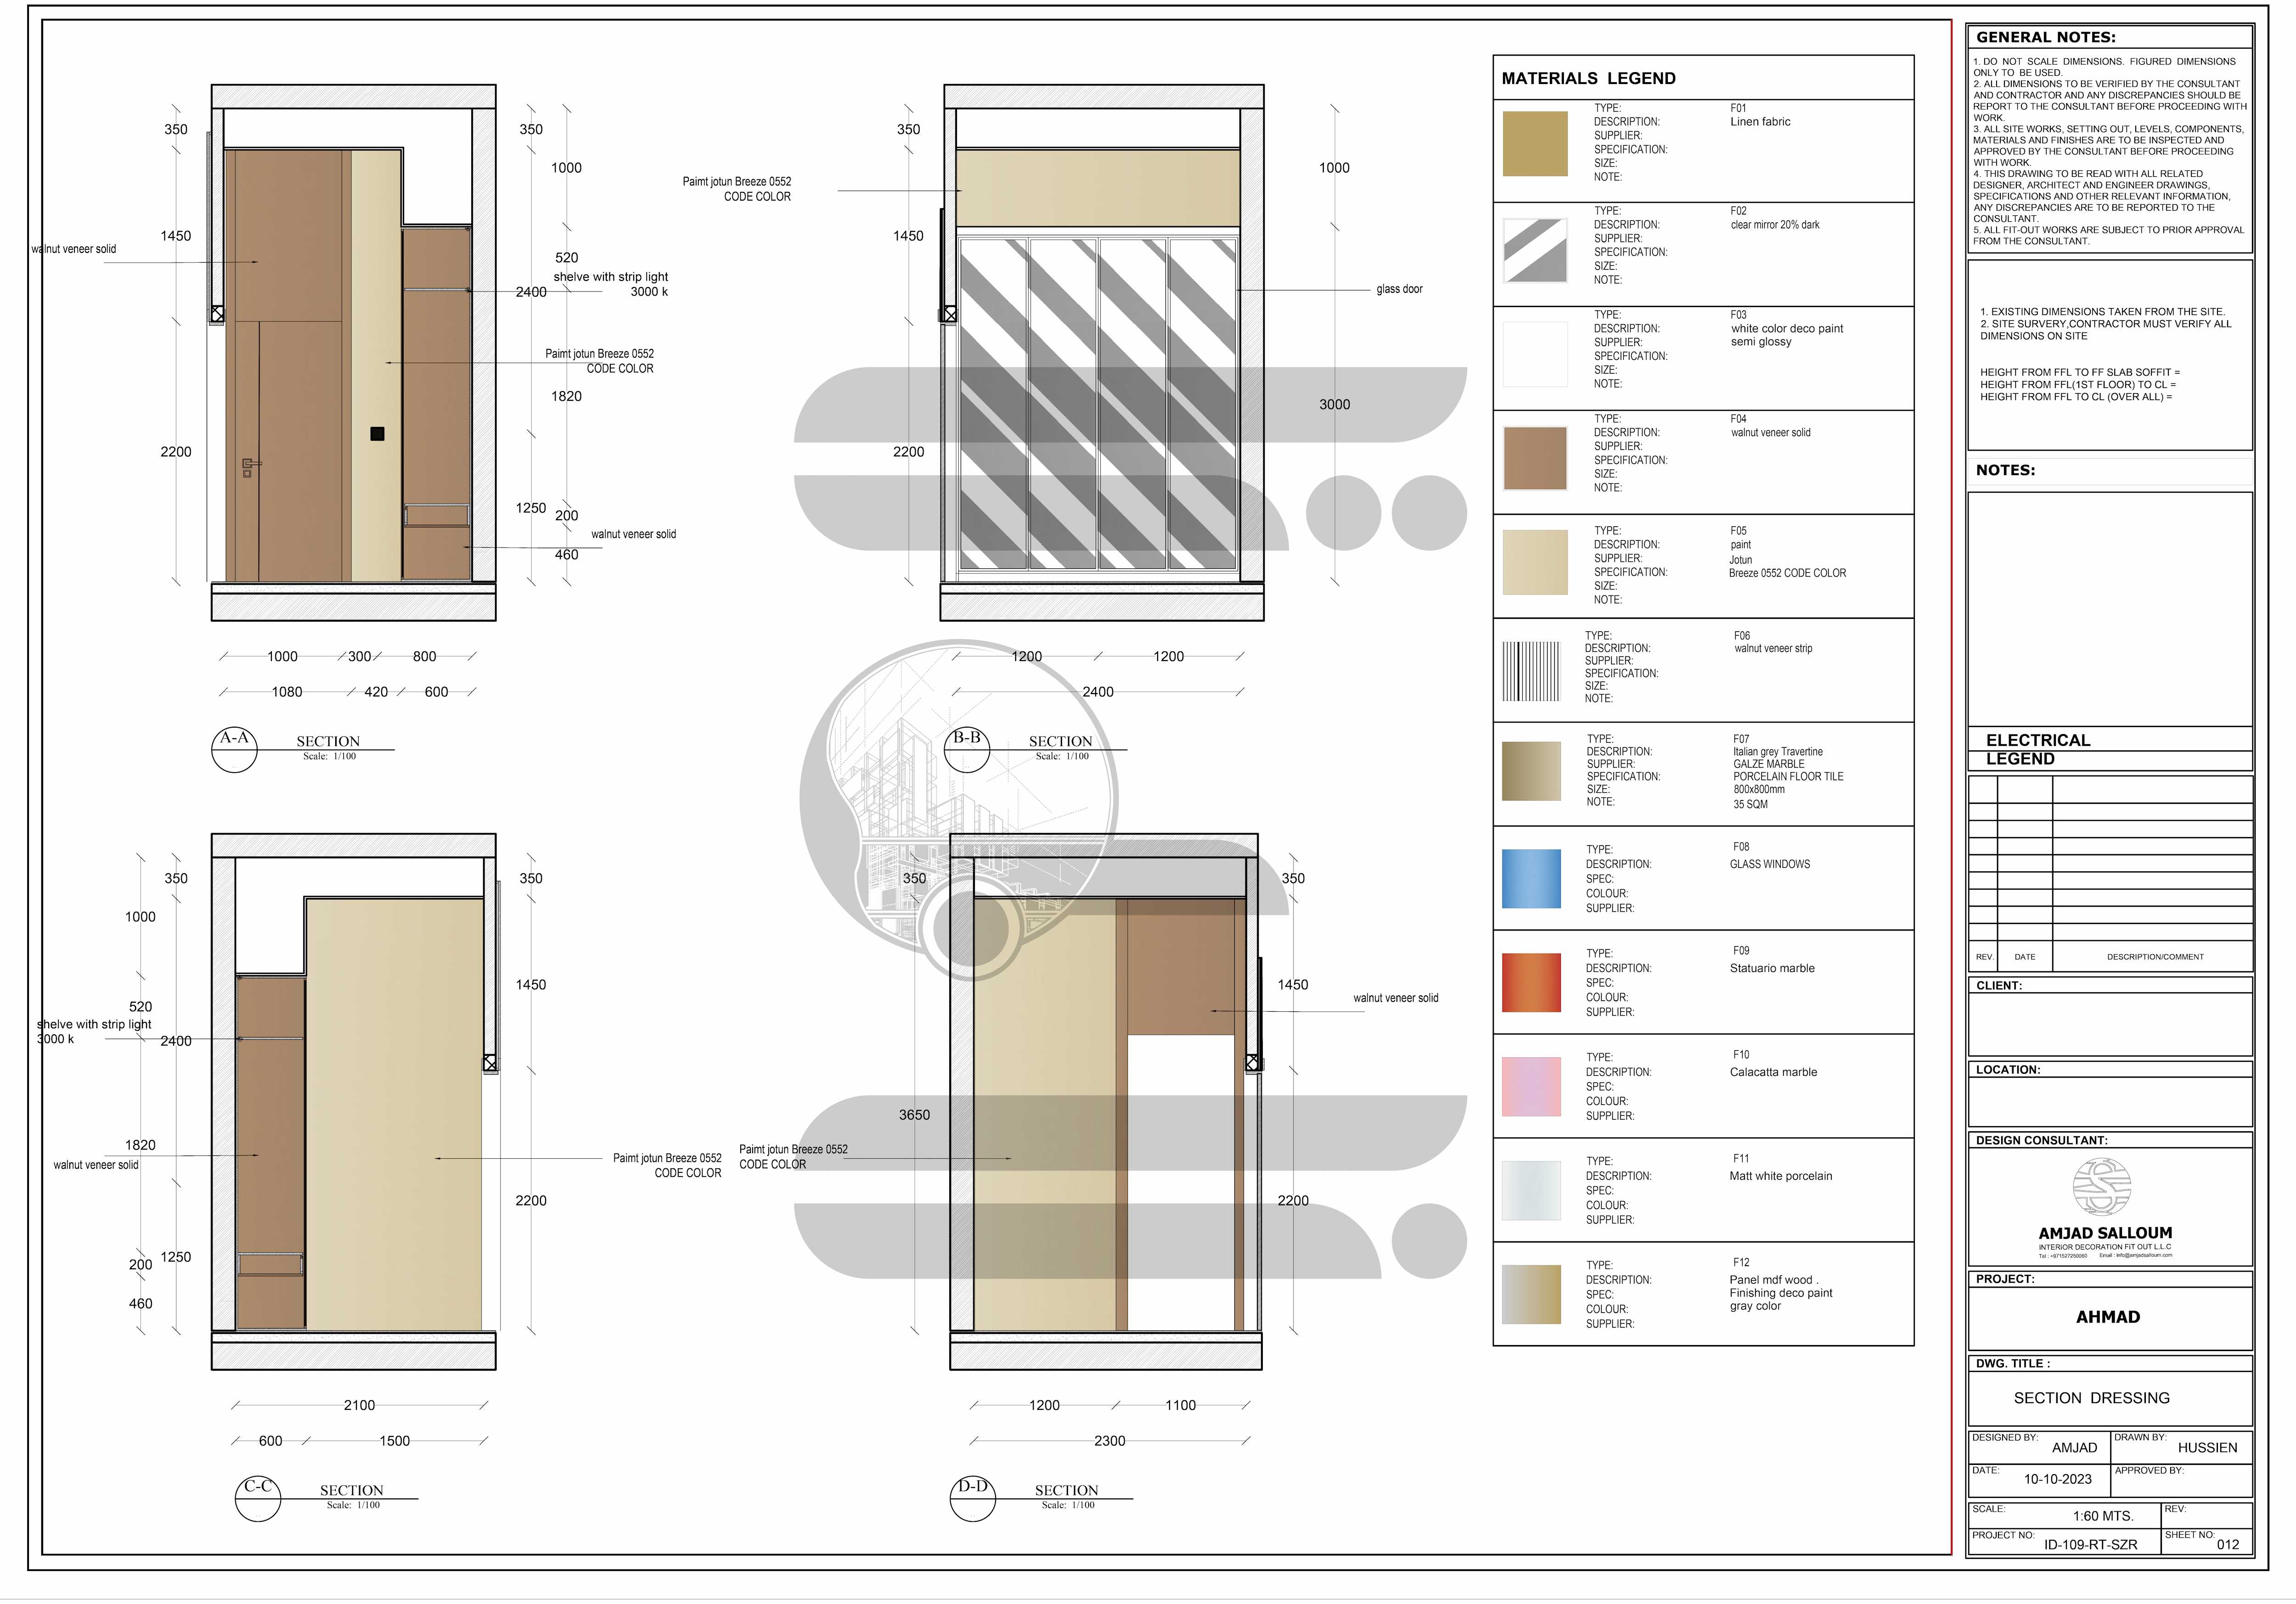 350
1450
2200
walnut veneer solid
350
1000
520
shelve with strip light
3000 k
2400
Paimt jotun Breeze 0552
CODE COLOR
1820
1250
200
walnut veneer solid
460
1000
300
800
1080
420
600
A-A
SECTION
Scale: 1/100
350
Paimt jotun Breeze 0552
CODE COLOR
1450
2200
1000
glass door
3000
1200
1200
2400
B-B
SECTION
Scale: 1/100
350
1000
520
shelve with strip light
3000 k
2400
1820
walnut veneer solid
200
1250
460
350
1450
Paimt jotun Breeze 0552
CODE COLOR
2200
2100
600
1500
C-C
SECTION
Scale: 1/100
350
3650
Paimt jotun Breeze 0552
CODE COLOR
350
1450
walnut veneer solid
2200
1200
1100
2300
D-D
SECTION
Scale: 1/100
MATERIALS LEGEND
TYPE: F01
DESCRIPTION: Linen fabric
SUPPLIER:
SPECIFICATION:
SIZE:
NOTE:
TYPE: F02
DESCRIPTION: clear mirror 20% dark
SUPPLIER:
SPECIFICATION:
SIZE:
NOTE:
TYPE: F03
DESCRIPTION: white color deco paint
SUPPLIER: semi glossy
SPECIFICATION:
SIZE:
NOTE:
TYPE: F04
DESCRIPTION: walnut veneer solid
SUPPLIER:
SPECIFICATION:
SIZE:
NOTE:
TYPE: F05
DESCRIPTION: paint
SUPPLIER: Jotun
SPECIFICATION: Breeze 0552 CODE COLOR
SIZE:
NOTE:
TYPE: F06
DESCRIPTION: walnut veneer strip
SUPPLIER:
SPECIFICATION:
SIZE:
NOTE:
TYPE: F07
DESCRIPTION: Italian grey Travertine
SUPPLIER: GALZE MARBLE
SPECIFICATION: PORCELAIN FLOOR TILE
SIZE: 800x800mm
NOTE: 35 SQM
TYPE: F08
DESCRIPTION: GLASS WINDOWS
SPEC:
COLOUR:
SUPPLIER:
TYPE: F09
DESCRIPTION: Statuario marble
SPEC:
COLOUR:
SUPPLIER:
TYPE: F10
DESCRIPTION: Calacatta marble
SPEC:
COLOUR:
SUPPLIER:
TYPE: F11
DESCRIPTION: Matt white porcelain
SPEC:
COLOUR:
SUPPLIER:
TYPE: F12
DESCRIPTION: Panel mdf wood .
SPEC: Finishing deco paint
COLOUR: gray color
SUPPLIER:
GENERAL NOTES:
1. DO NOT SCALE DIMENSIONS. FIGURED DIMENSIONS
ONLY TO BE USED.
2. ALL DIMENSIONS TO BE VERIFIED BY THE CONSULTANT
AND CONTRACTOR AND ANY DISCREPANCIES SHOULD BE
REPORT TO THE CONSULTANT BEFORE PROCEEDING WITH
WORK.
3. ALL SITE WORKS, SETTING OUT, LEVELS, COMPONENTS,
MATERIALS AND FINISHES ARE TO BE INSPECTED AND
APPROVED BY THE CONSULTANT BEFORE PROCEEDING
WITH WORK.
4. THIS DRAWING TO BE READ WITH ALL RELATED
DESIGNER, ARCHITECT AND ENGINEER DRAWINGS,
SPECIFICATIONS AND OTHER RELEVANT INFORMATION,
ANY DISCREPANCIES ARE TO BE REPORTED TO THE
CONSULTANT.
5. ALL FIT-OUT WORKS ARE SUBJECT TO PRIOR APPROVAL
FROM THE CONSULTANT.
1. EXISTING DIMENSIONS TAKEN FROM THE SITE.
2. SITE SURVERY,CONTRACTOR MUST VERIFY ALL
DIMENSIONS ON SITE
HEIGHT FROM FFL TO FF SLAB SOFFIT =
HEIGHT FROM FFL(1ST FLOOR) TO CL =
HEIGHT FROM FFL TO CL (OVER ALL) =
NOTES:
ELECTRICAL
LEGEND
REV. DATE DESCRIPTION/COMMENT
CLIENT:
LOCATION:
DESIGN CONSULTANT:
AMJAD SALLOUM
INTERIOR DECORATION FIT OUT L.L.C
Tel : +971527250060 Email : Info@amjadsalloum.com
PROJECT:
AHMAD
DWG. TITLE :
SECTION DRESSING
DESIGNED BY: AMJAD
DRAWN BY: HUSSIEN
DATE: 10-10-2023
APPROVED BY:
SCALE: 1:60 MTS.
REV:
PROJECT NO: ID-109-RT-SZR
SHEET NO: 012